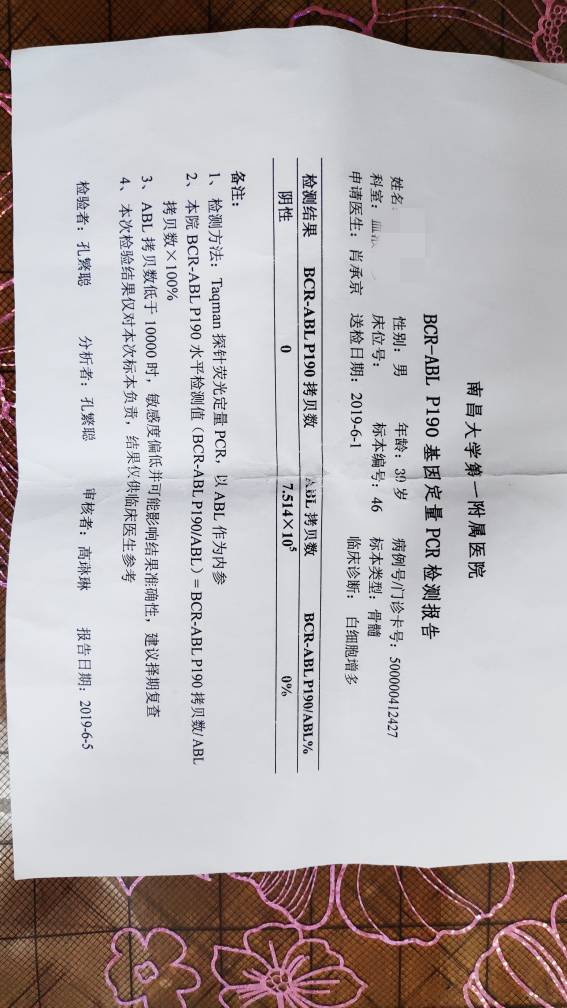 南昌大学第一附属医院
BCR-ABL P190 基因定量 PCR 检测报告
姓名: 性别: 男 年龄: 39 岁 病例号/门诊卡号: 500000412427
科室: 床位号: 标本编号: 46 标本类型: 骨髓
申请医生: 肖承京 送检日期: 2019-6-1 临床诊断: 白细胞增多
检测结果 BCR-ABL P190 拷贝数 ABL 拷贝数 BCR-ABL P190/ABL%
阴性 0 7.514×10⁵ 0%
备注:
1、检测方法: Taqman 探针荧光定量 PCR, 以 ABL 作为内参
2、本院 BCR-ABL P190 水平检测值 (BCR-ABL P190/ABL) = BCR-ABL P190 拷贝数/ ABL
拷贝数×100%
3、ABL 拷贝数低于 10000 时, 敏感度偏低并可能影响结果准确性, 建议择期复查
4、本次检验结果仅对本次标本负责, 结果仅供临床医生参考
检验者: 孔繁聪 分析者: 孔繁聪 审核者: 高琳琳 报告日期: 2019-6-5